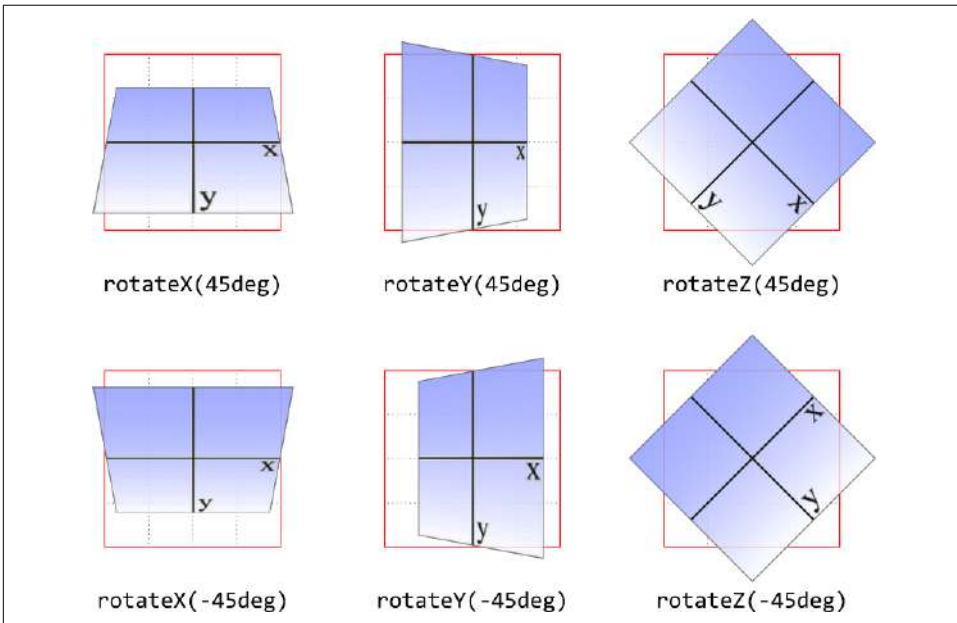 x
y
x
y
y
x
rotateX(45deg)
rotateY(45deg)
rotateZ(45deg)
x
y
x
y
x
y
rotateX(-45deg)
rotateY(-45deg)
rotateZ(-45deg)